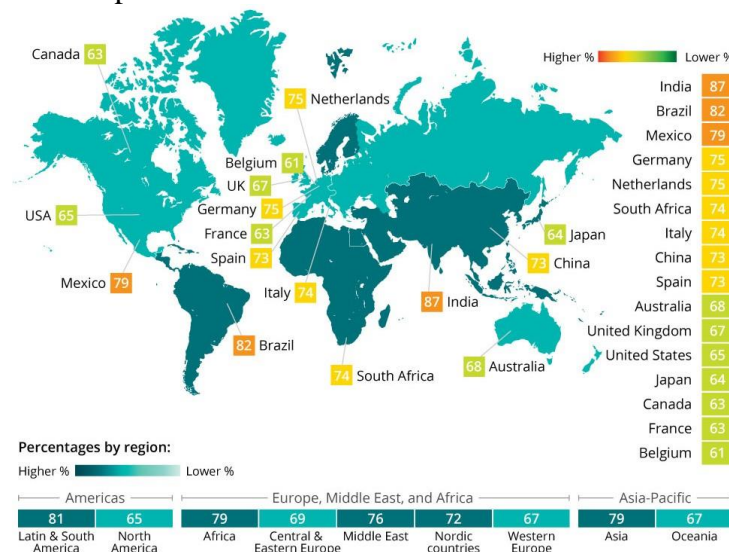 Canada 63
75 Netherlands
Higher % Lower %
Belgium 61
UK 67
Germany 75
USA 65
France 63
Spain 73
64 Japan
73 China
Mexico 79
Italy 74
87 India
82 Brazil
74 South Africa
68 Australia
India 87
Brazil 82
Mexico 79
Germany 75
Netherlands 75
South Africa 74
Italy 74
China 73
Spain 73
Australia 68
United Kingdom 67
United States 65
Japan 64
Canada 63
France 63
Belgium 61
Percentages by region:
Higher % Lower %
Americas
81 65
Latin & South America
North America
Europe, Middle East, and Africa
79 69 76 72 67
Africa
Central & Eastern Europe
Middle East
Nordic countries
Western Europe
Asia-Pacific
79 67
Asia
Oceania